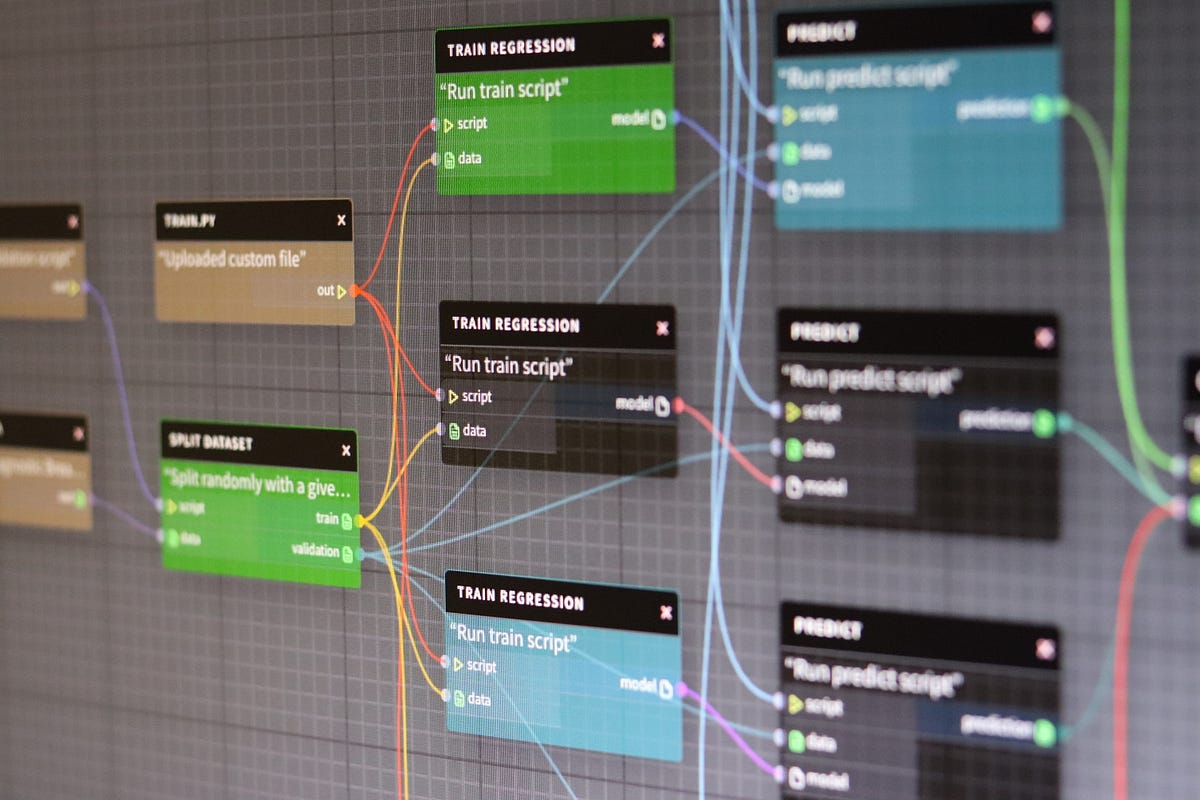 TRAIN REGRESSION
"Run train script"
script
model
data
PREDICT
"Run predict script"
script
prediction
data
model
TRAIN.PY
"Uploaded custom file"
out
SPLIT DATASET
"Split randomly with a give...
script
train
data
validation
TRAIN REGRESSION
"Run train script"
script
model
data
PREDICT
"Run predict script"
script
prediction
data
model
TRAIN REGRESSION
"Run train script"
script
model
data
PREDICT
"Run predict script"
script
prediction
data
model